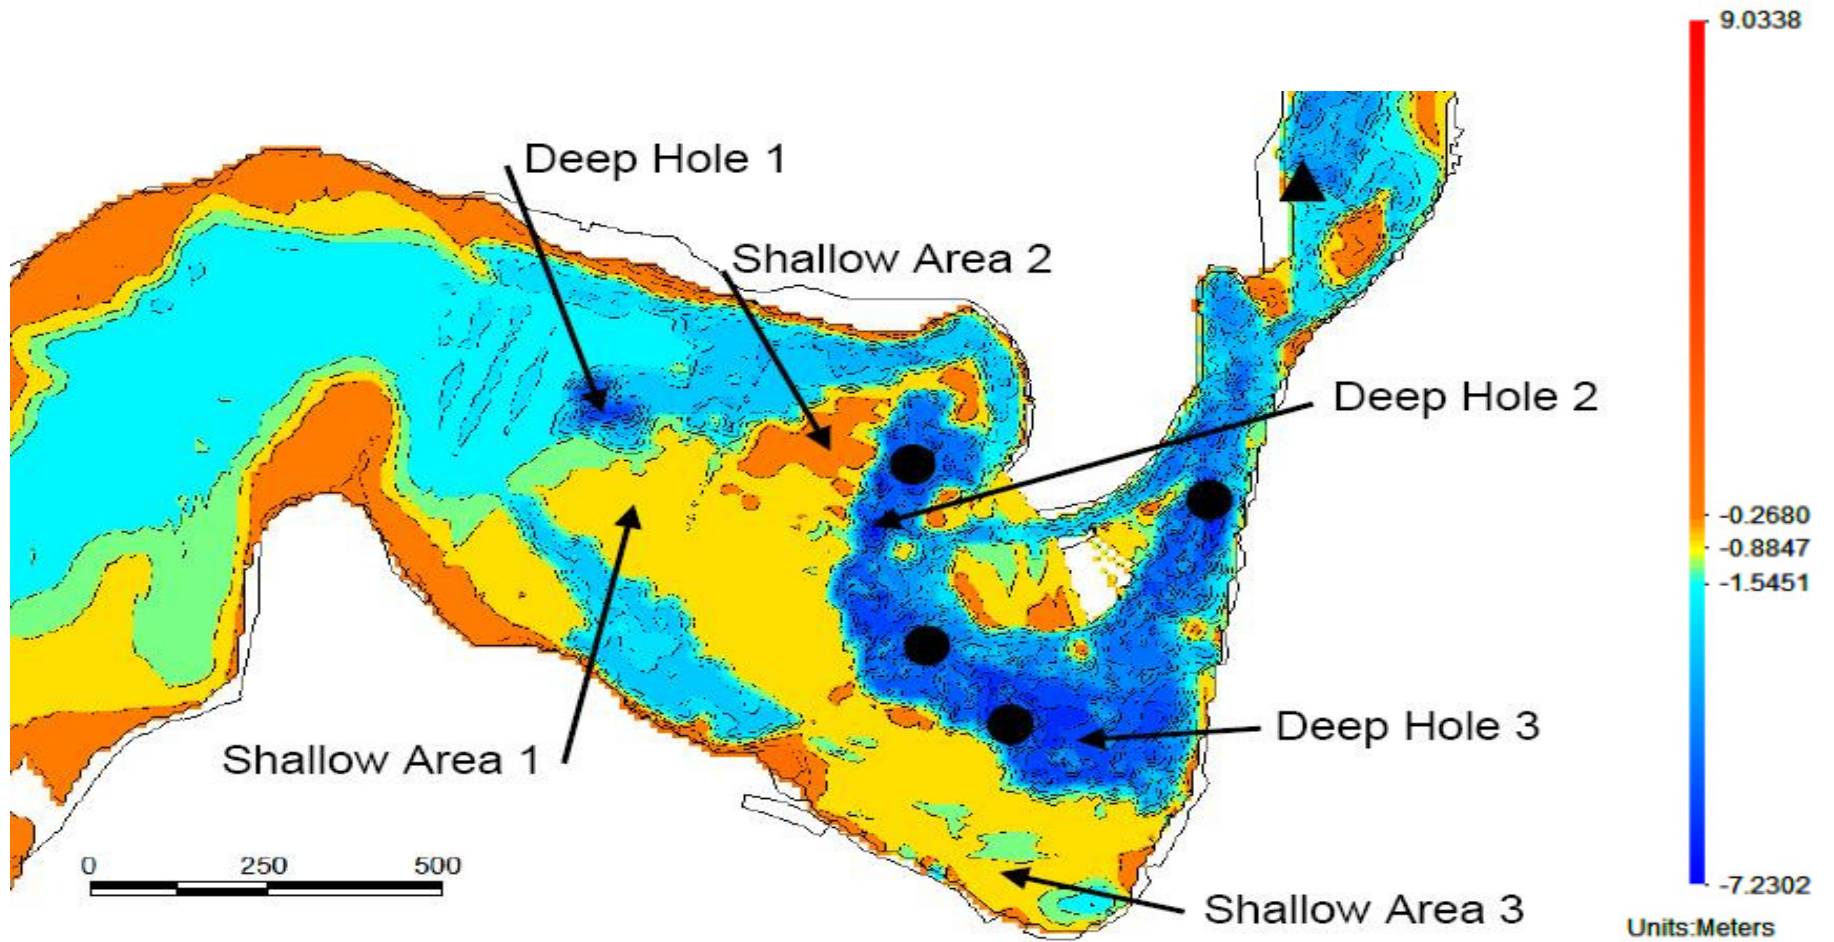 9.0338
Deep Hole 1
Shallow Area 2
Deep Hole 2
-0.2680
-0.8847
-1.5451
Deep Hole 3
Shallow Area 1
0 250 500
-7.2302
Shallow Area 3
Units:Meters